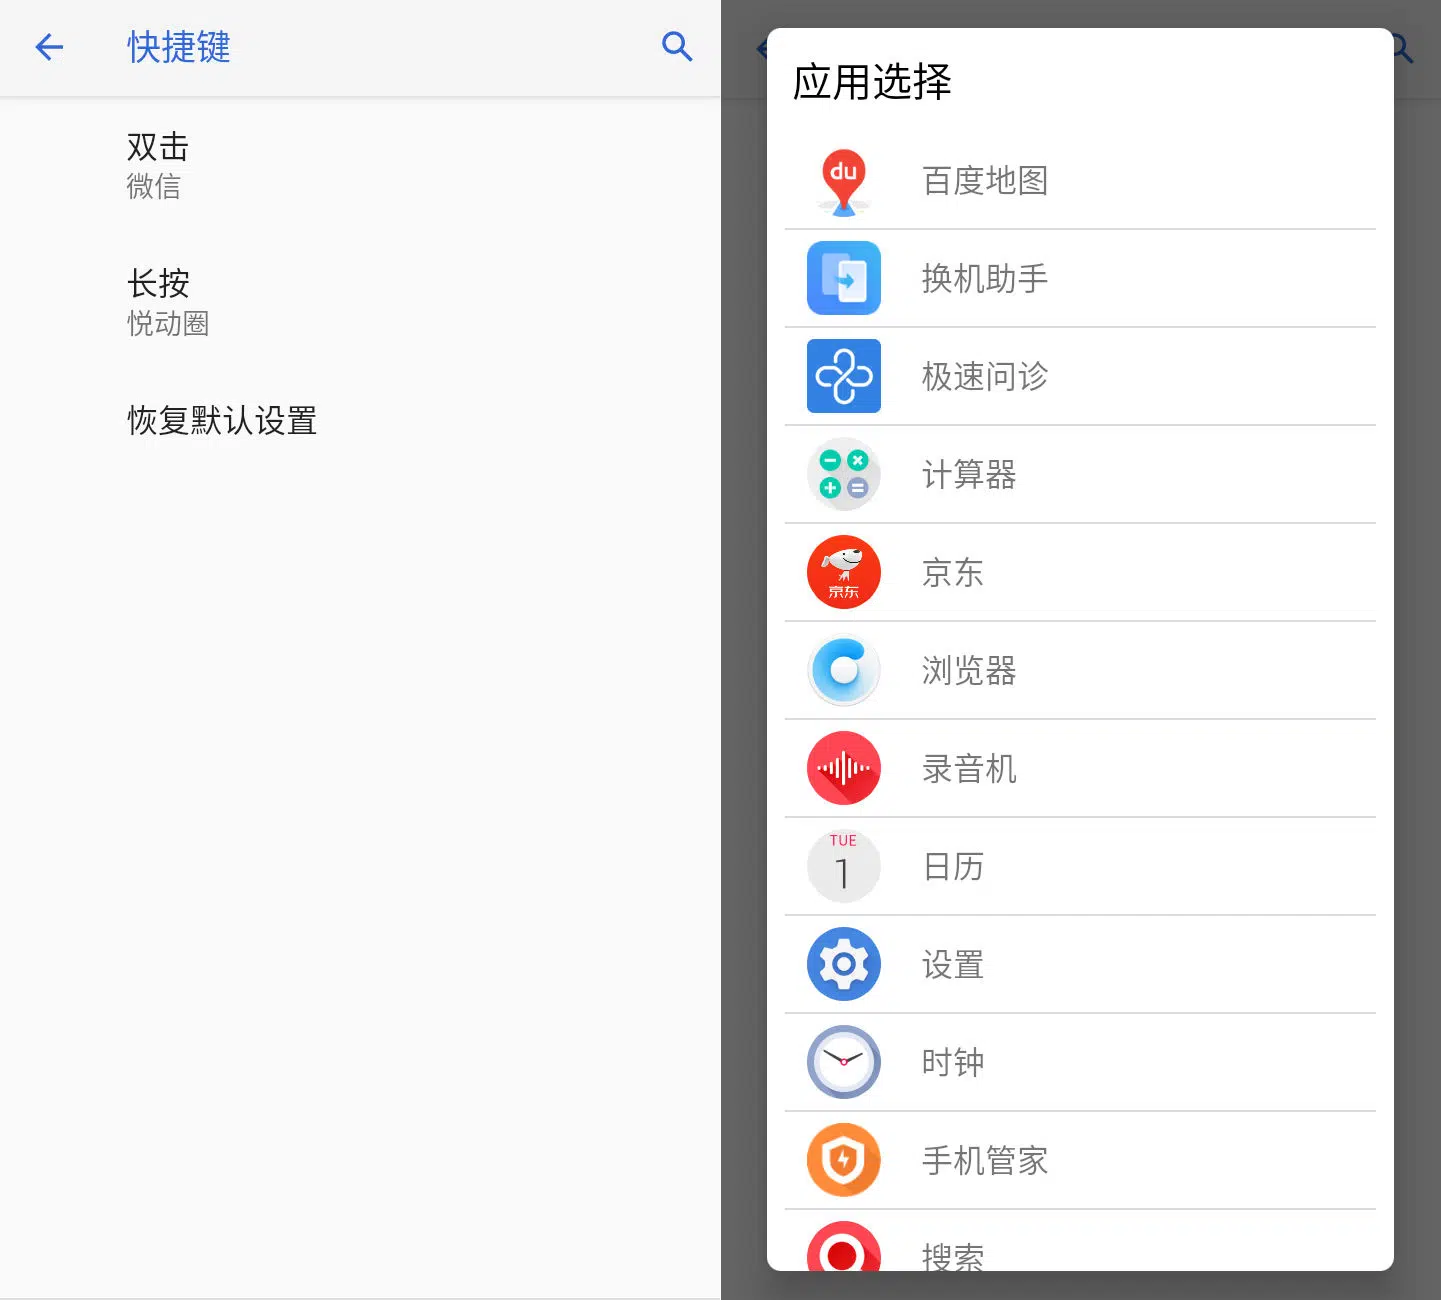 快捷键
双击
微信
长按
悦动圈
恢复默认设置
应用选择
du
百度地图
换机助手
极速问诊
计算器
京东
京东
浏览器
录音机
TUE
1
日历
设置
时钟
手机管家
搜索